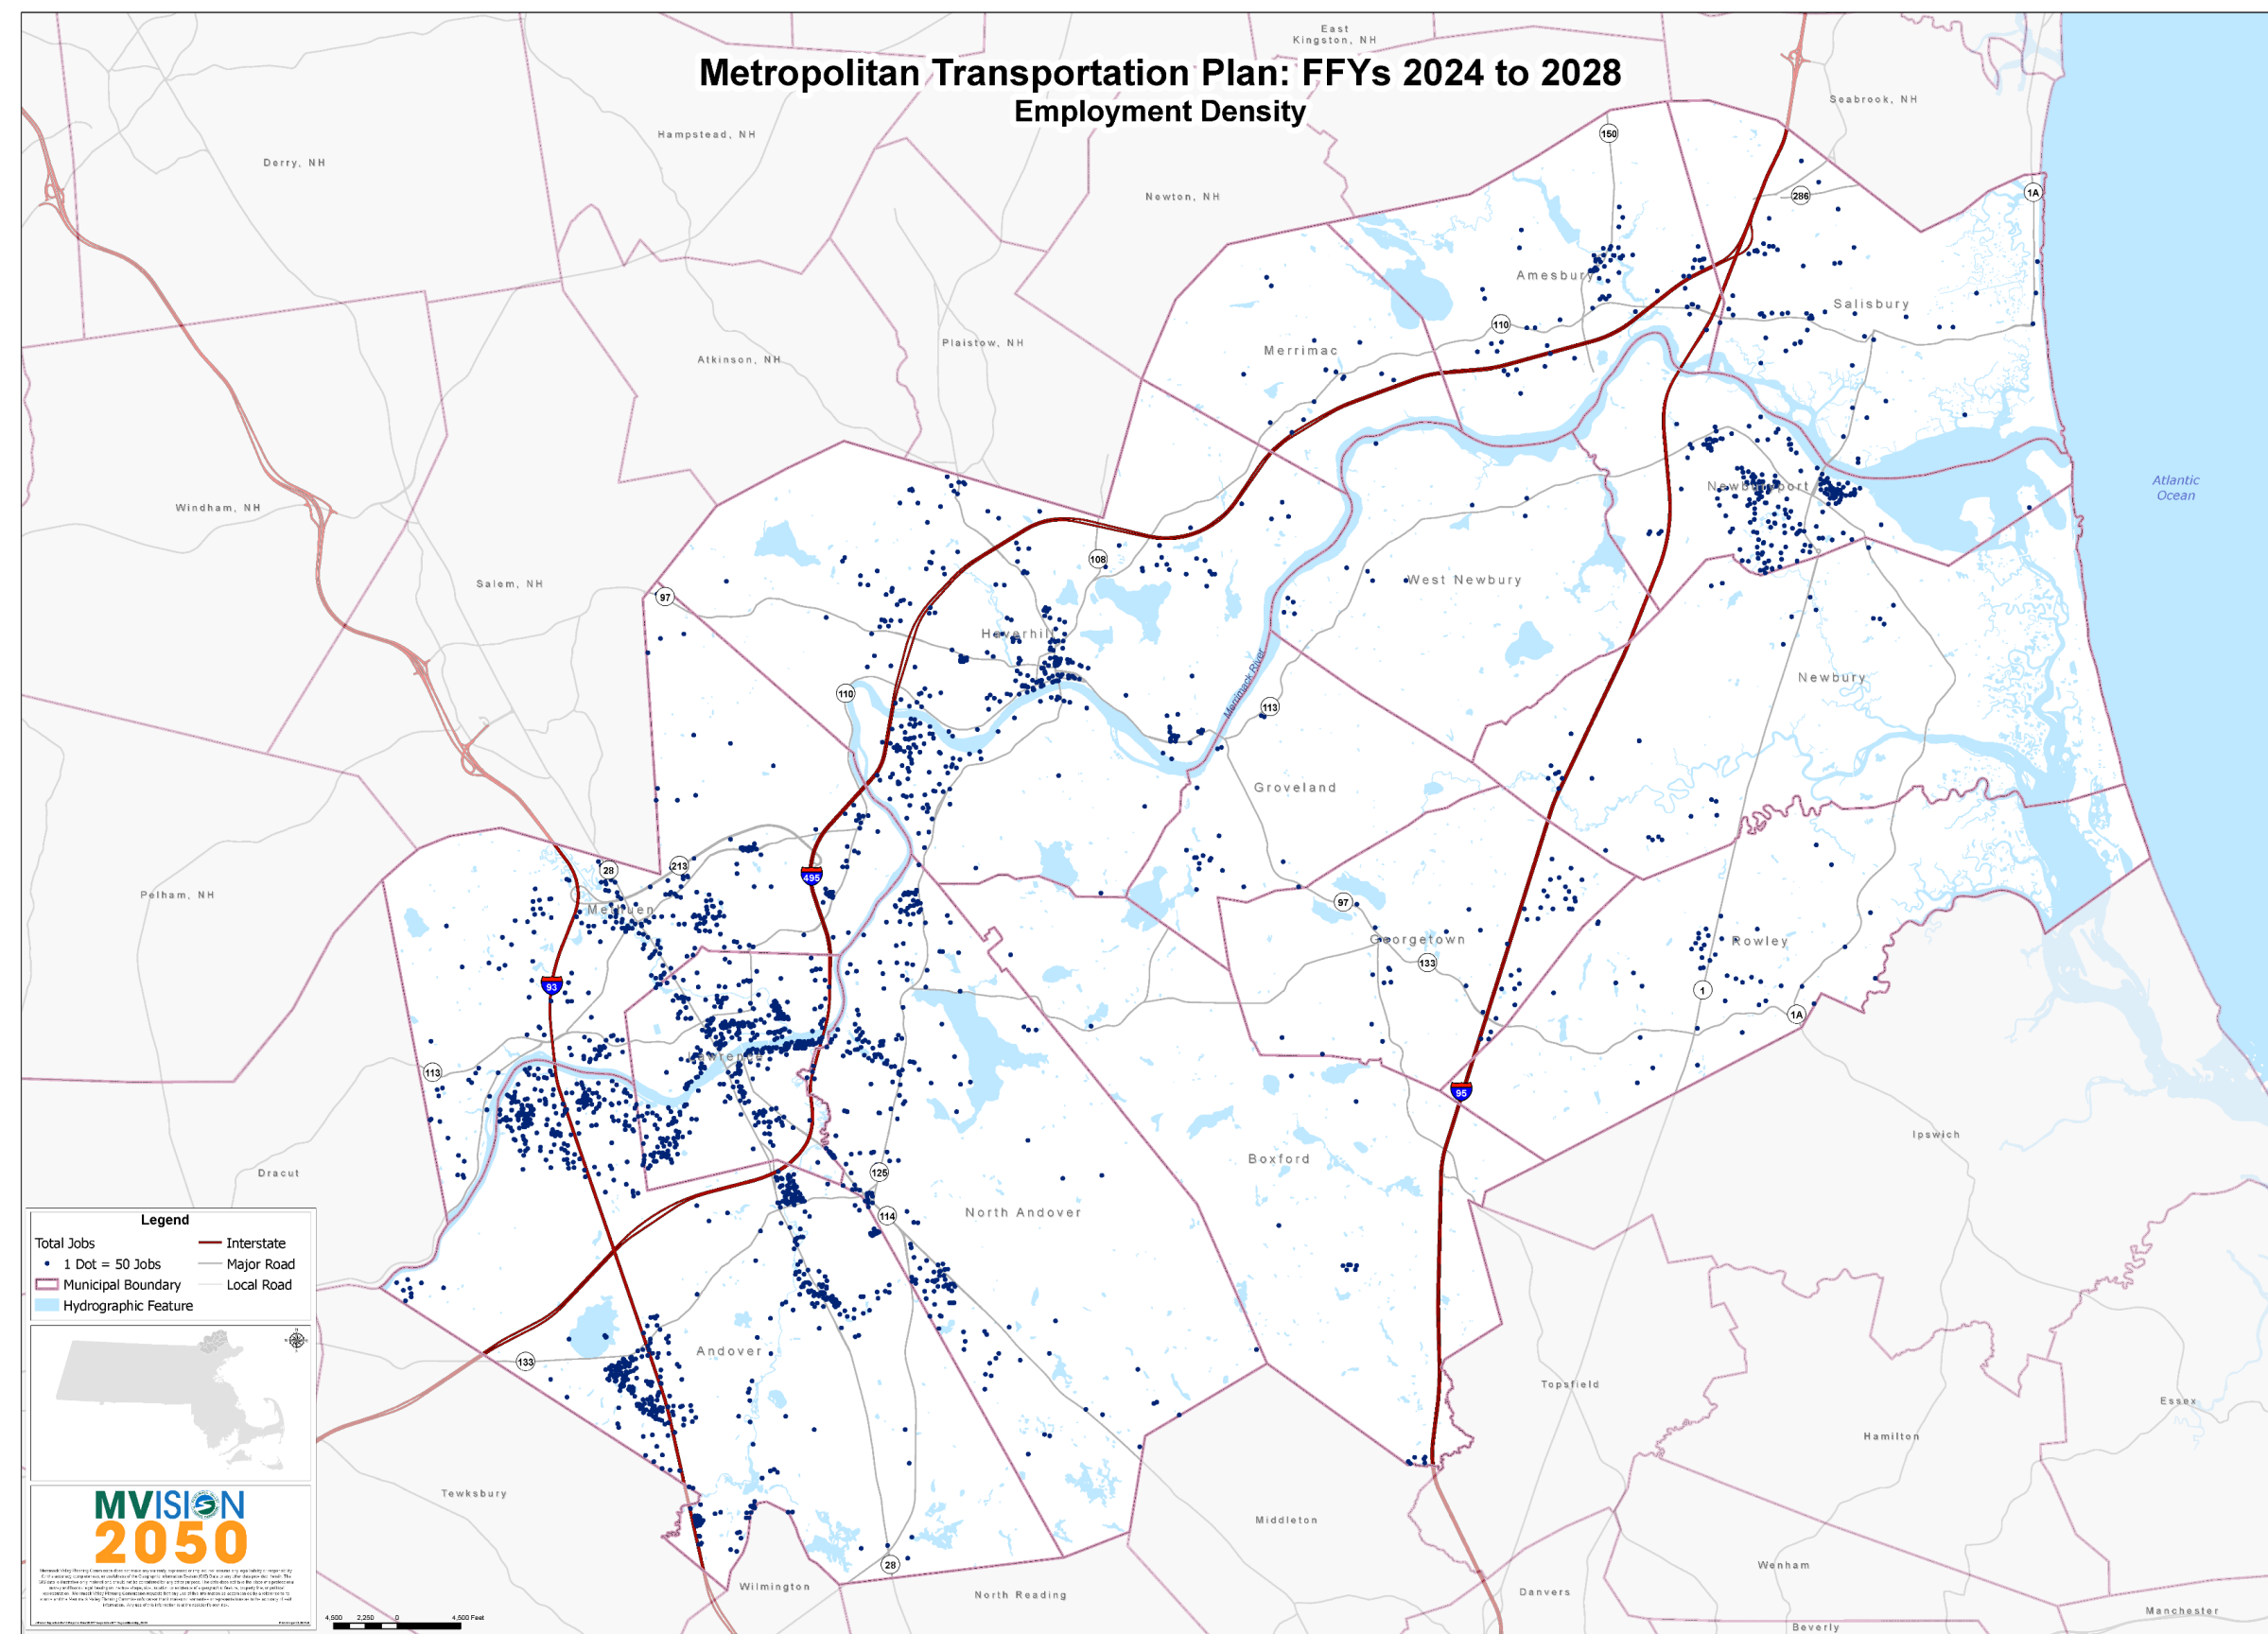 Metropolitan Transportation Plan: FFYs 2024 to 2028
Employment Density
East
Kingston, NH
Seabrook, NH
Hampstead, NH
Derry, NH
Newton, NH
150
286
1A
Amesbury
Salisbury
110
Merrimac
Plaistow, NH
Atkinson, NH
Atlantic
Ocean
Newburyport
Windham, NH
108
Salem, NH
West Newbury
97
Haverhill
Merrimack River
Newbury
110
113
Groveland
28
213
495
Pelham, NH
Methuen
97
Georgetown
Rowley
133
93
1
1A
Lawrence
113
95
Ipswich
Boxford
Dracut
125
North Andover
114
Andover
133
Topsfield
Essex
Hamilton
Tewksbury
Middleton
28
Wilmington
North Reading
Wenham
Danvers
Manchester
Beverly
Legend
Total Jobs
1 Dot = 50 Jobs
Municipal Boundary
Hydrographic Feature
Interstate
Major Road
Local Road
MVISION
2050
4,500 2,250 0 4,500 Feet